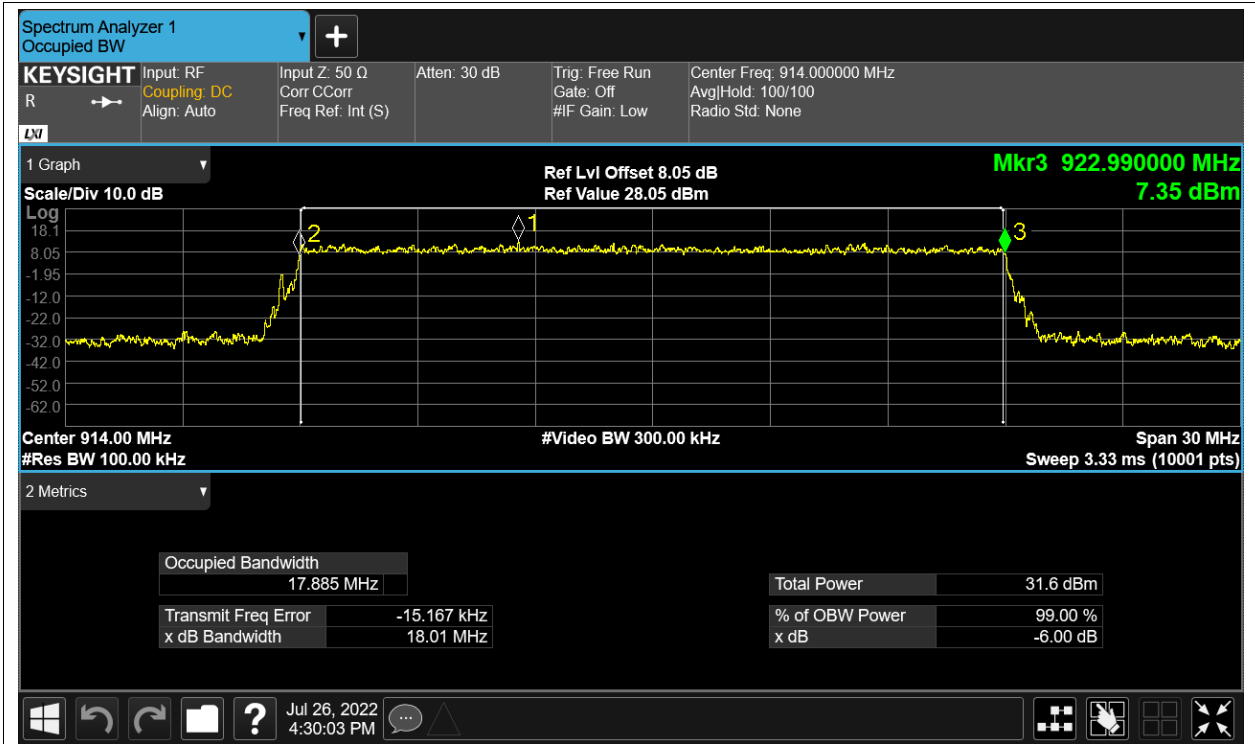 Spectrum Analyzer 1
Occupied BW
KEYSIGHT
R
LXI
Input: RF
Coupling: DC
Align: Auto
Input Z: 50 Ω
Corr CCorr
Freq Ref: Int (S)
Atten: 30 dB
Trig: Free Run
Gate: Off
#IF Gain: Low
Center Freq: 914.000000 MHz
Avg|Hold: 100/100
Radio Std: None
1 Graph
Scale/Div 10.0 dB
Ref Lvl Offset 8.05 dB
Ref Value 28.05 dBm
Mkr3 922.990000 MHz
7.35 dBm
Log
18.1
8.05
-1.95
-12.0
-22.0
-32.0
-42.0
-52.0
-62.0
2
1
3
Center 914.00 MHz
#Video BW 300.00 kHz
Span 30 MHz
#Res BW 100.00 kHz
Sweep 3.33 ms (10001 pts)
2 Metrics
Occupied Bandwidth
17.885 MHz
Transmit Freq Error -15.167 kHz
x dB Bandwidth 18.01 MHz
Total Power 31.6 dBm
% of OBW Power 99.00 %
x dB -6.00 dB
?
Jul 26, 2022
4:30:03 PM